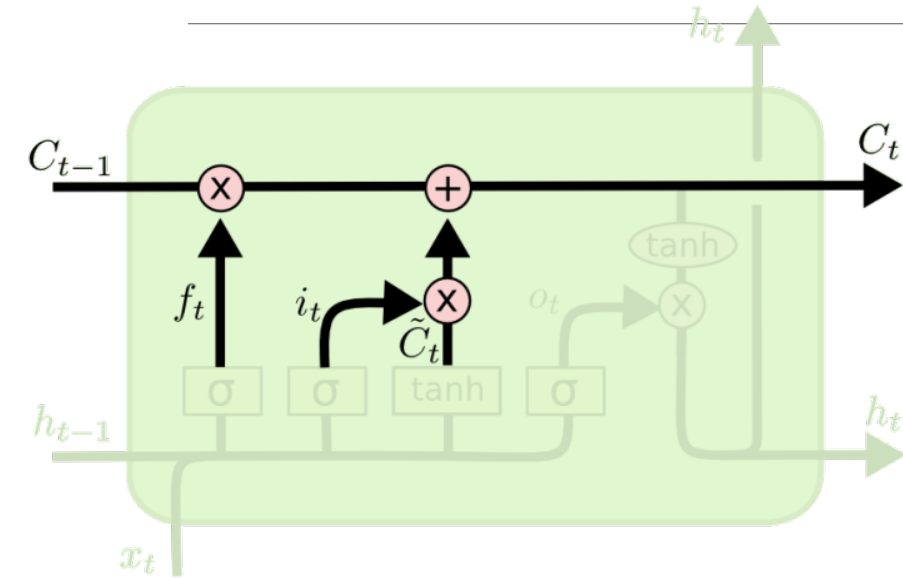 h_t
C_{t-1} x + C_t
tanh
f_t i_t x o_t x
C̃_t
σ σ tanh σ
h_{t-1} h_t
x_t